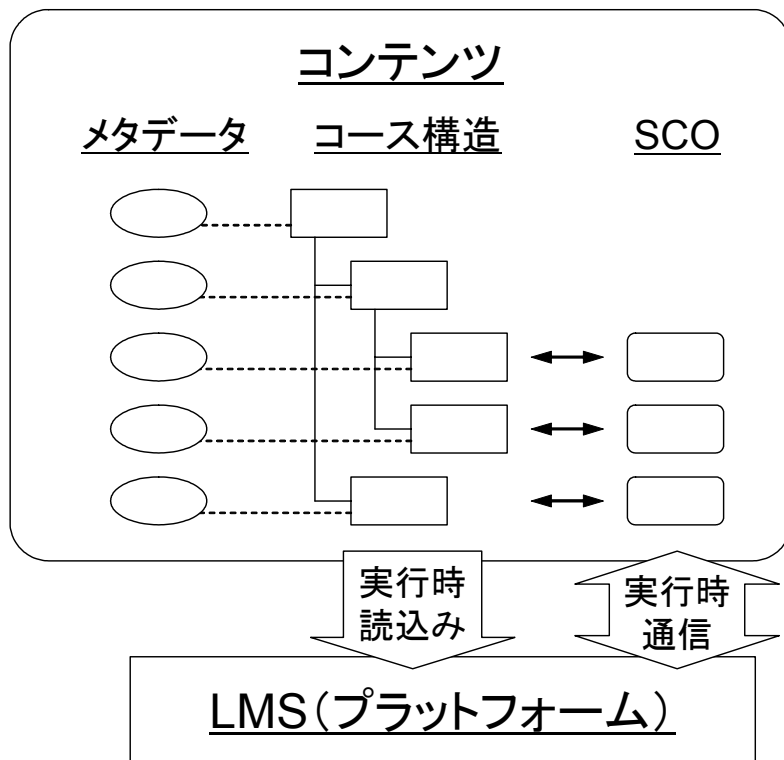 コンテンツ
メタデータ コース構造 SCO
実行時
読込み
実行時
通信
LMS(プラットフォーム)